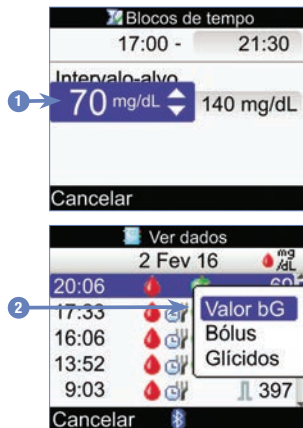 Blocos de tempo
17:00 - 21:30
Intervalo-alvo
1 70 mg/dL 140 mg/dL
Cancelar
Ver dados
2 Fev 16 mg/dL
20:06
2 17:33 Valor bG
16:06 Bólus
13:52 Glícidos
9:03 397
Cancelar